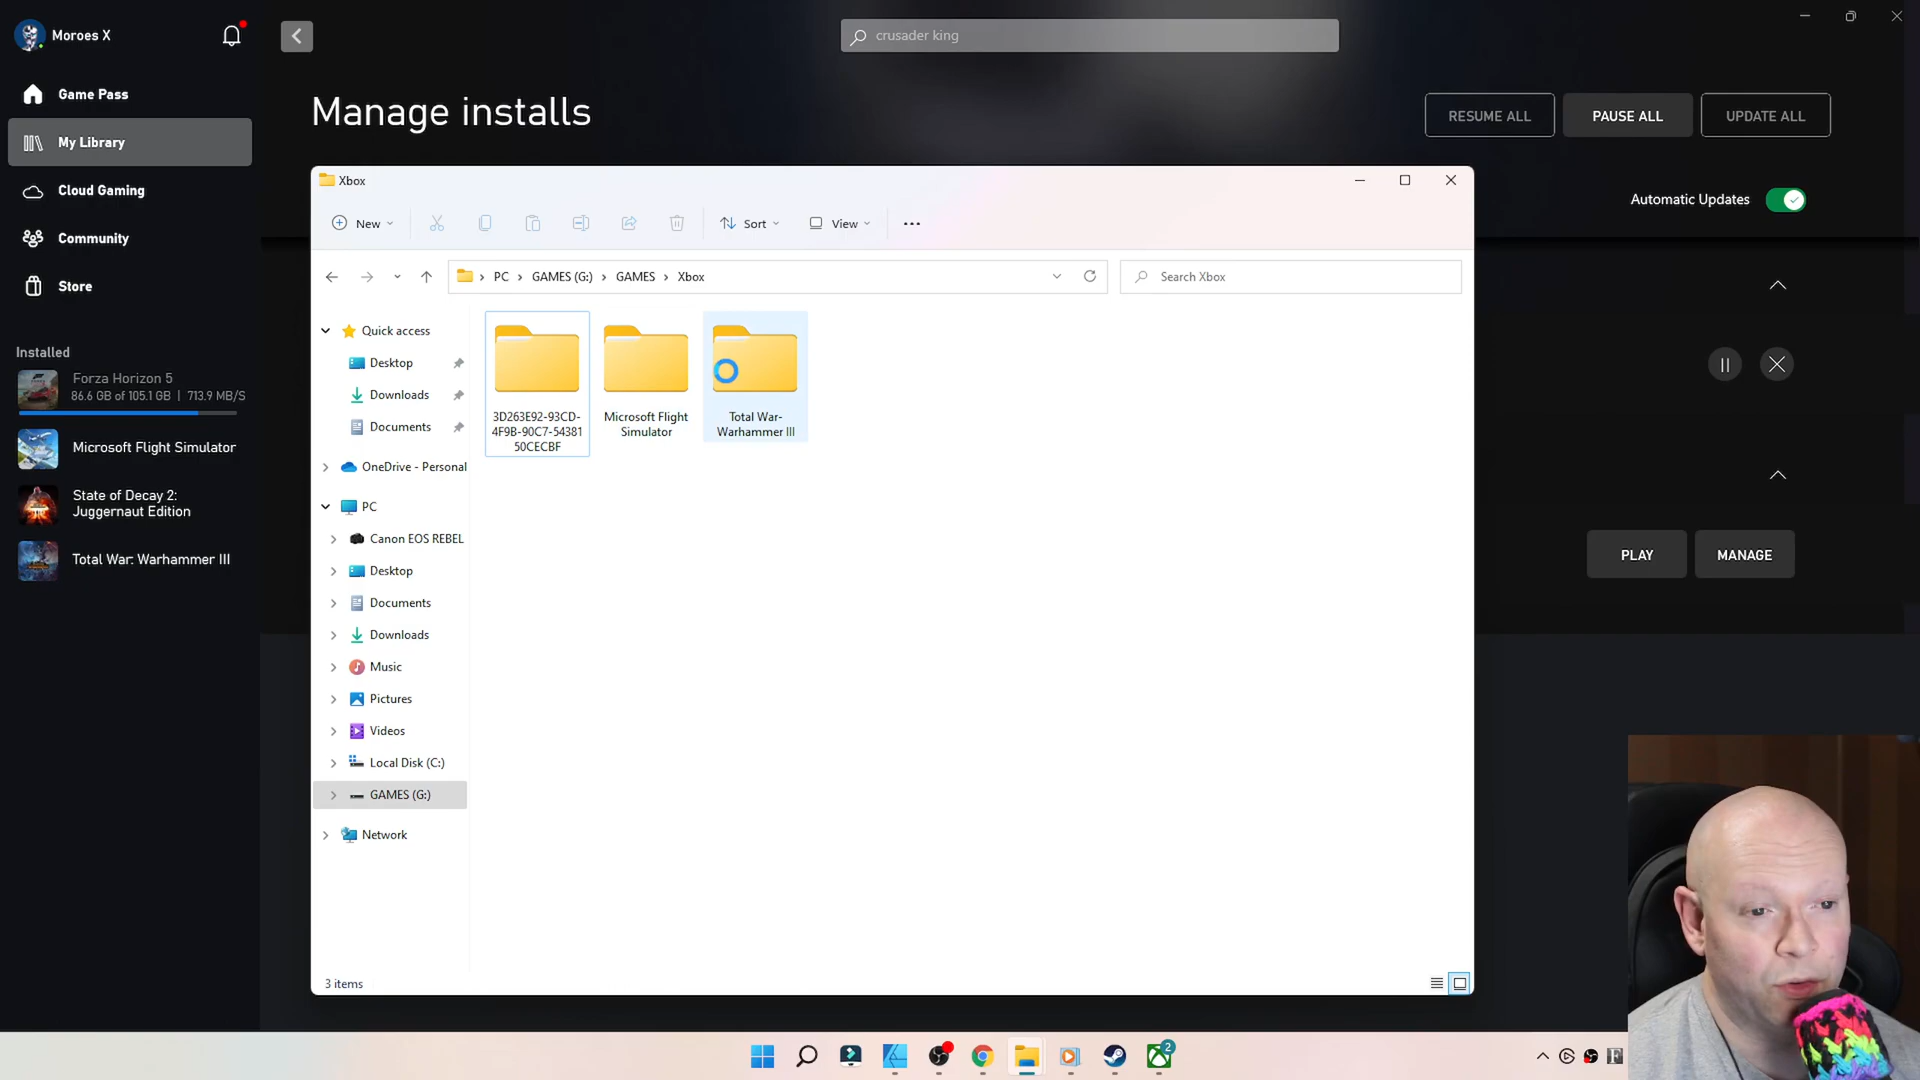 Moroes X
crusader king
Game Pass
My Library
Cloud Gaming
Community
Store
Installed
Forza Horizon 5
86.6 GB of 105.1 GB | 713.9 MB/S
Microsoft Flight Simulator
State of Decay 2:
Juggernaut Edition
Total War: Warhammer III
Manage installs
RESUME ALL
PAUSE ALL
UPDATE ALL
Automatic Updates
PLAY
MANAGE
Xbox
New
Sort
View
PC > GAMES (G:) > GAMES > Xbox
Search Xbox
Quick access
Desktop
Downloads
Documents
OneDrive - Personal
PC
Canon EOS REBEL
Desktop
Documents
Downloads
Music
Pictures
Videos
Local Disk (C:)
GAMES (G:)
Network
3D263E92-93CD-
4F9B-90C7-54381
50CECBF
Microsoft Flight
Simulator
Total War-
Warhammer III
3 items
2